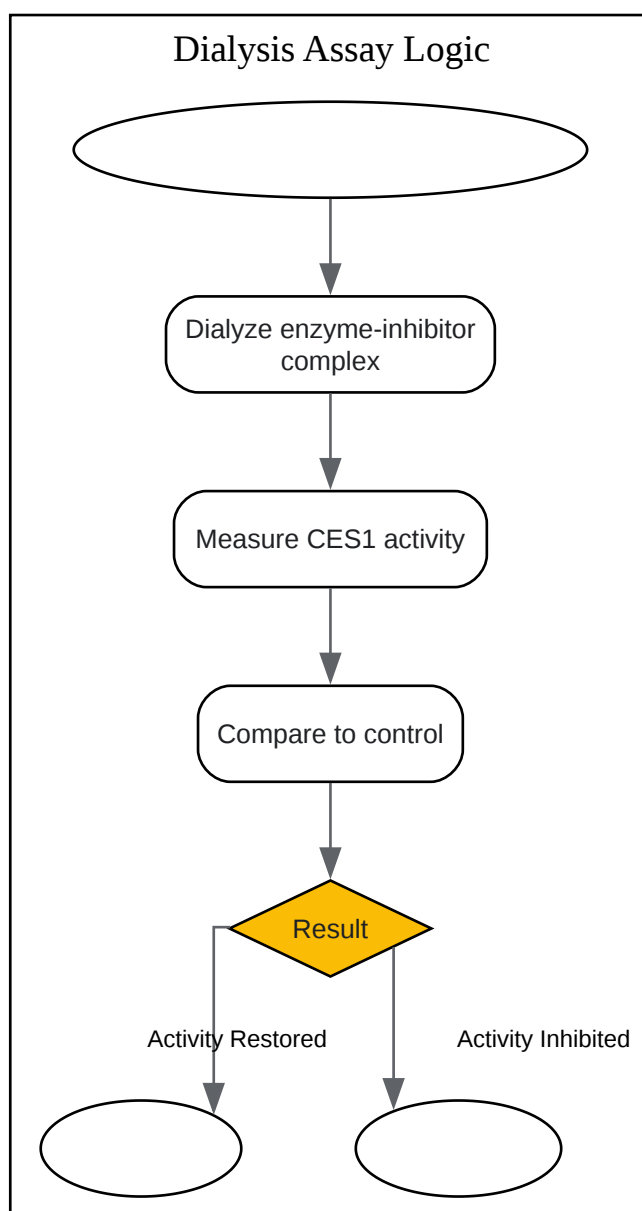 Dialysis Assay Logic
Dialyze enzyme-inhibitor
complex
Measure CES1 activity
Compare to control
Result
Activity Restored
Activity Inhibited